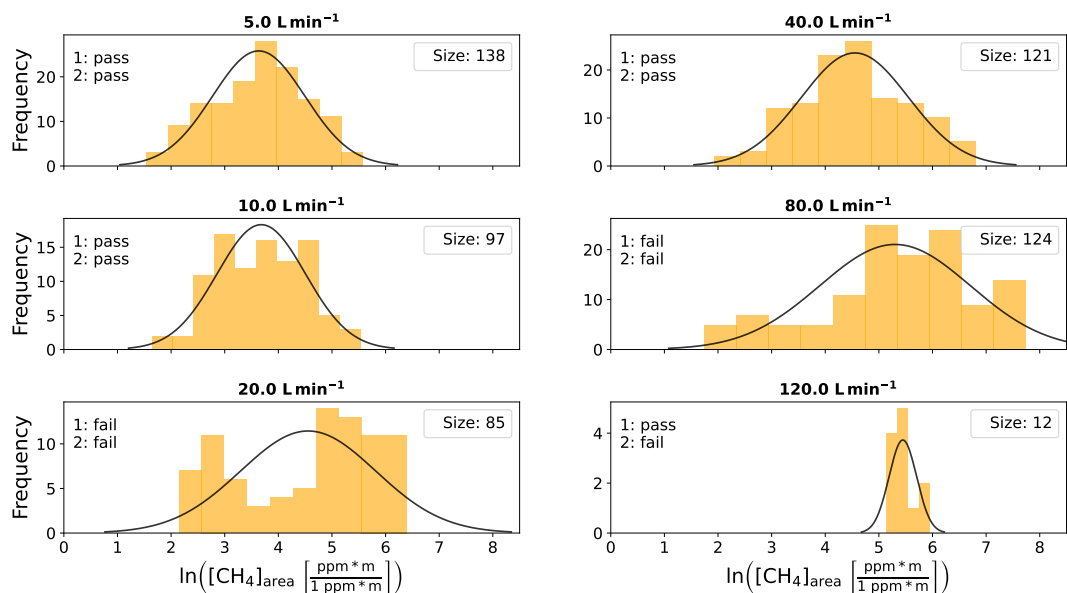 5.0 L min⁻¹
Frequency
1: pass
2: pass
Size: 138
20
10
0
40.0 L min⁻¹
1: pass
2: pass
Size: 121
20
10
0
10.0 L min⁻¹
Frequency
1: pass
2: pass
Size: 97
15
10
5
0
80.0 L min⁻¹
1: fail
2: fail
Size: 124
20
10
0
20.0 L min⁻¹
Frequency
1: fail
2: fail
Size: 85
10
5
0
0 1 2 3 4 5 6 7 8
ln([CH₄]area [ppm * m / 1 ppm * m])
120.0 L min⁻¹
1: pass
2: fail
Size: 12
4
2
0
0 1 2 3 4 5 6 7 8
ln([CH₄]area [ppm * m / 1 ppm * m])